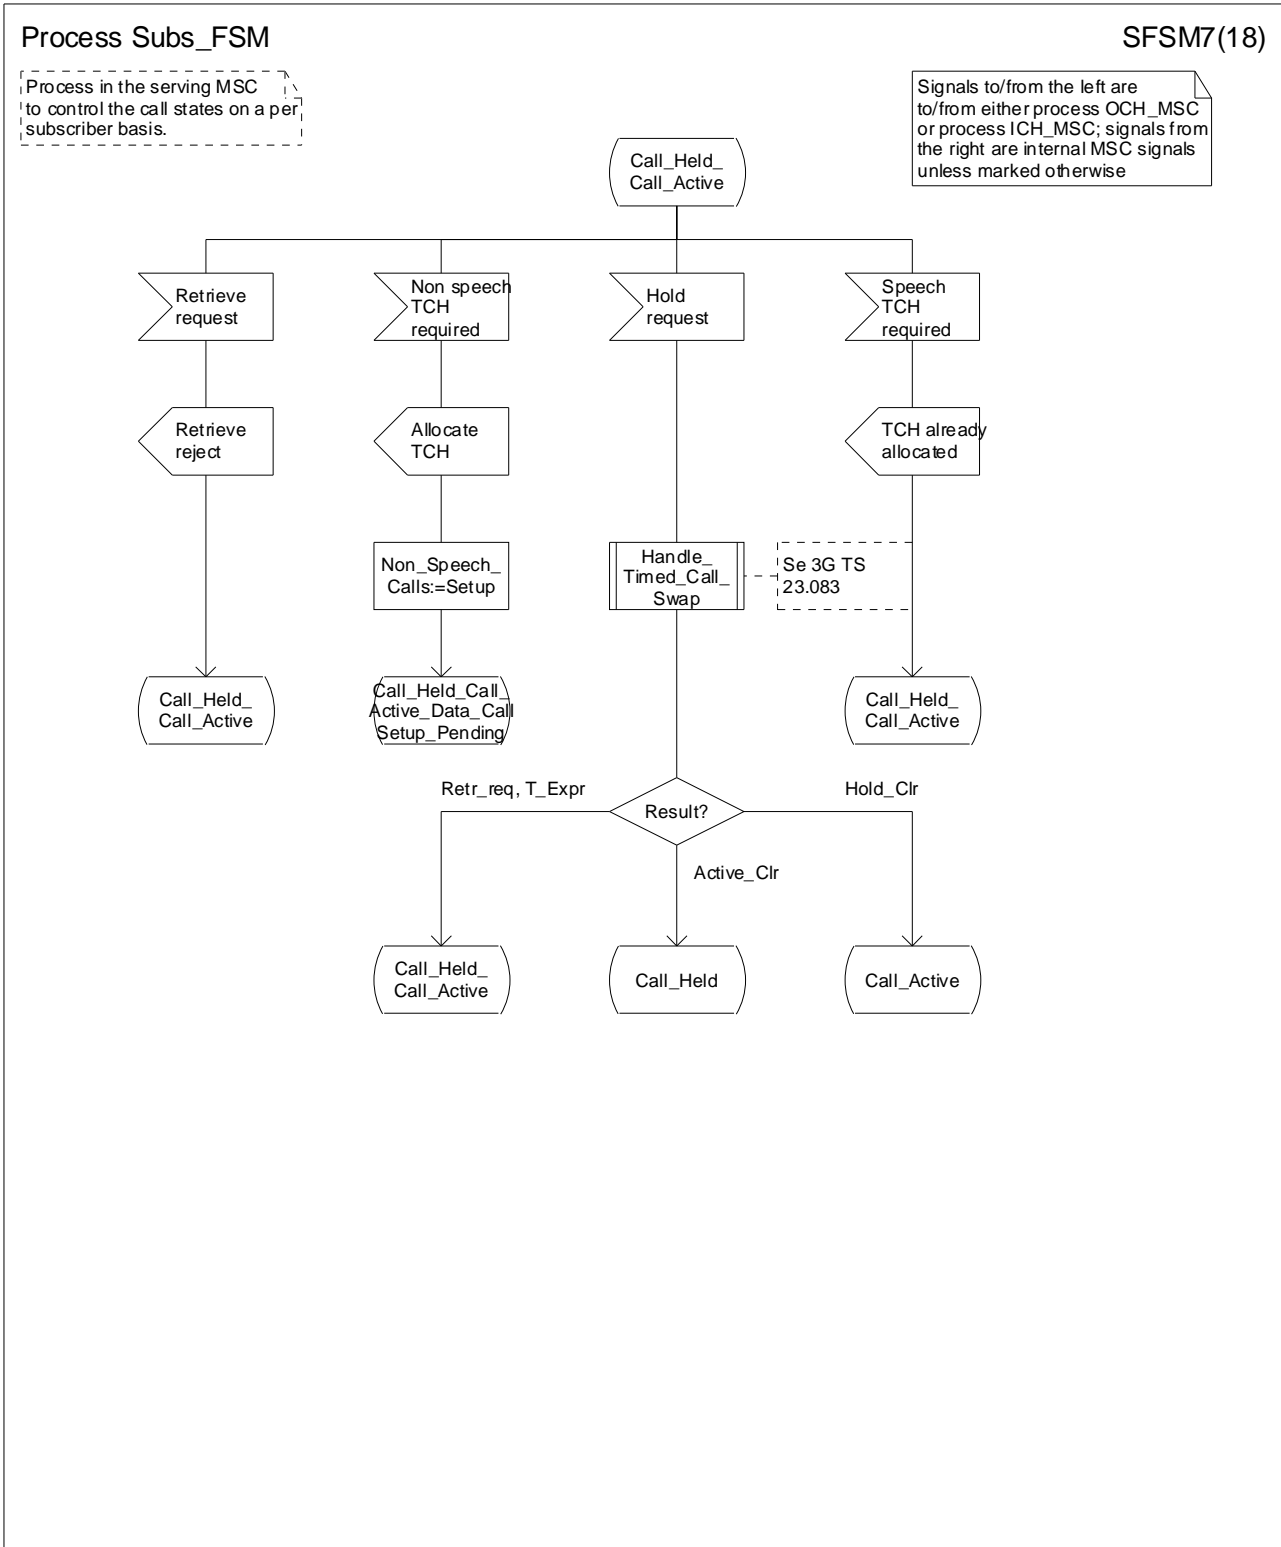 Process Subs_FSM
SFSM7(18)
Process in the serving MSC
to control the call states on a per
subscriber basis.
Signals to/from the left are
to/from either process OCH_MSC
or process ICH_MSC; signals from
the right are internal MSC signals
unless marked otherwise
Call_Held_
Call_Active
Retrieve
request
Non speech
TCH
required
Hold
request
Speech
TCH
required
Retrieve
reject
Allocate
TCH
TCH already
allocated
Non_Speech_
Calls:=Setup
Handle_
Timed_Call_
Swap
Se 3G TS
23.083
Call_Held_
Call_Active
Call_Held_Call_
Active_Data_Call
Setup_Pending
Call_Held_
Call_Active
Retr_req, T_Expr
Result?
Hold_Clr
Active_Clr
Call_Held_
Call_Active
Call_Held
Call_Active